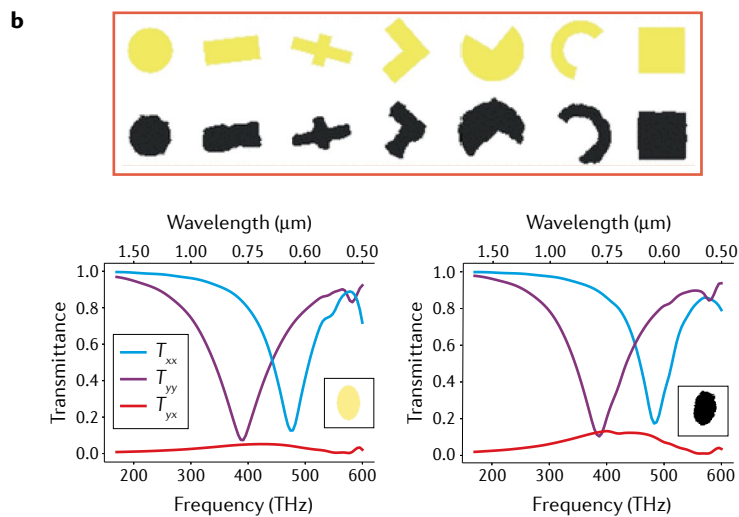 b
Wavelength (μm)
1.50 1.00 0.75 0.60 0.50
Transmittance
1.0
0.8
0.6
0.4
0.2
0.0
Txx
Tyy
Tyx
200 300 400 500 600
Frequency (THz)
Wavelength (μm)
1.50 1.00 0.75 0.60 0.50
Transmittance
1.0
0.8
0.6
0.4
0.2
0.0
200 300 400 500 600
Frequency (THz)